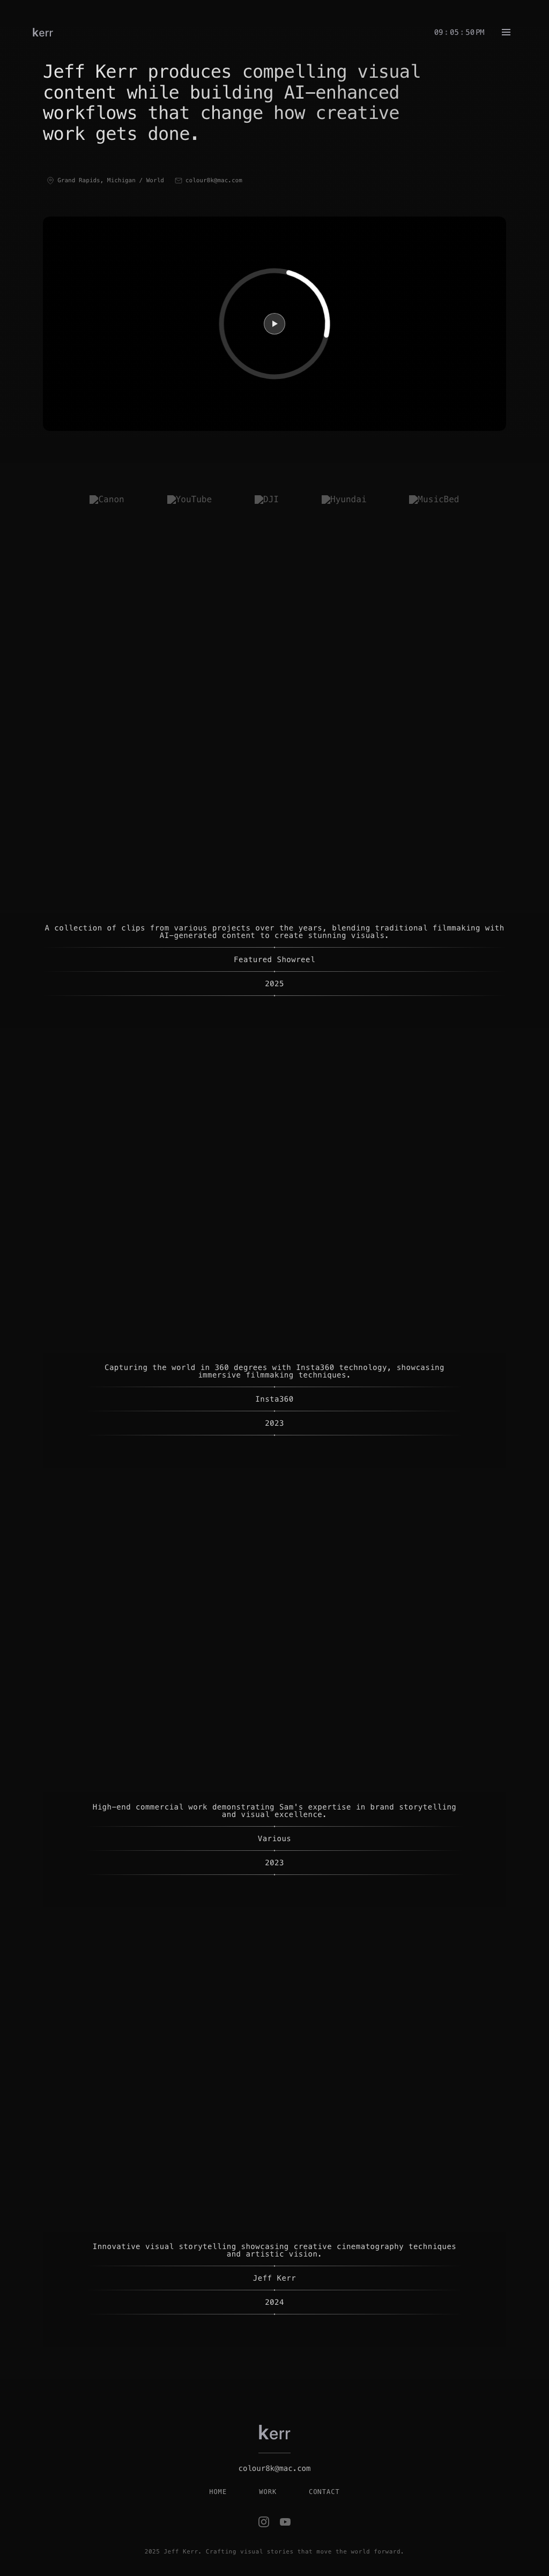 kerr
09 : 05 : 50 PM
Jeff Kerr produces compelling visual
content while building AI-enhanced
workflows that change how creative
work gets done.
Grand Rapids, Michigan / World
colour8k@mac.com
Canon
YouTube
DJI
Hyundai
MusicBed
A collection of clips from various projects over the years, blending traditional filmmaking with
AI-generated content to create stunning visuals.
Featured Showreel
2025
Capturing the world in 360 degrees with Insta360 technology, showcasing
immersive filmmaking techniques.
Insta360
2023
High-end commercial work demonstrating Sam's expertise in brand storytelling
and visual excellence.
Various
2023
Innovative visual storytelling showcasing creative cinematography techniques
and artistic vision.
Jeff Kerr
2024
kerr
colour8k@mac.com
HOME
WORK
CONTACT
2025 Jeff Kerr. Crafting visual stories that move the world forward.